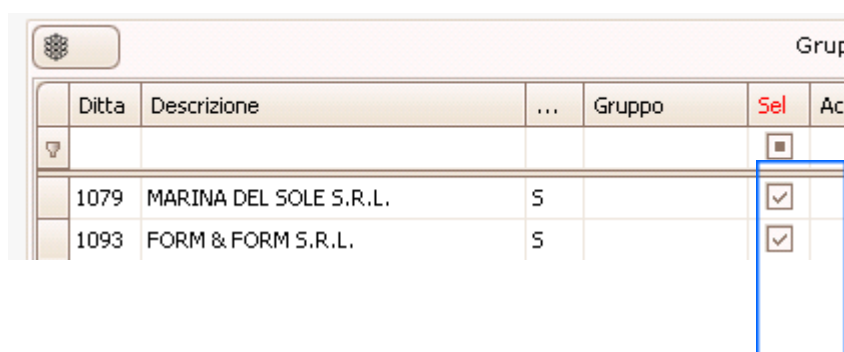 Grup
Ditta Descrizione ... Gruppo Sel Ac
1079 MARINA DEL SOLE S.R.L. S
1093 FORM & FORM S.R.L. S